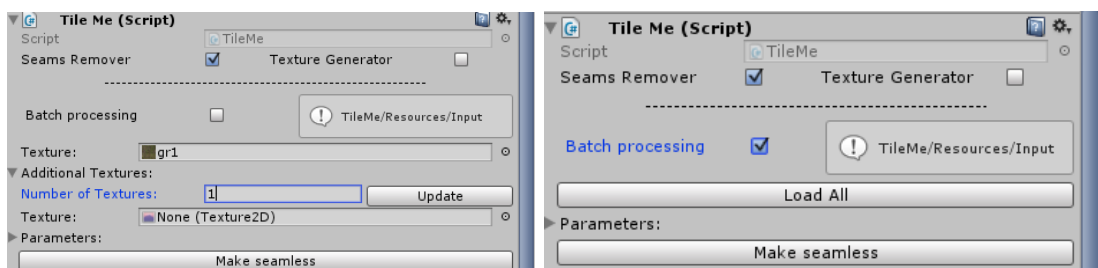 Tile Me (Script)
Script TileMe
Seams Remover Texture Generator
--------------------------------------------------
Batch processing TileMe/Resources/Input
Texture: gr1
Additional Textures:
Number of Textures: 1 Update
Texture: None (Texture2D)
Parameters:
Make seamless
Tile Me (Script)
Script TileMe
Seams Remover Texture Generator
--------------------------------------------------
Batch processing TileMe/Resources/Input
Load All
Parameters:
Make seamless